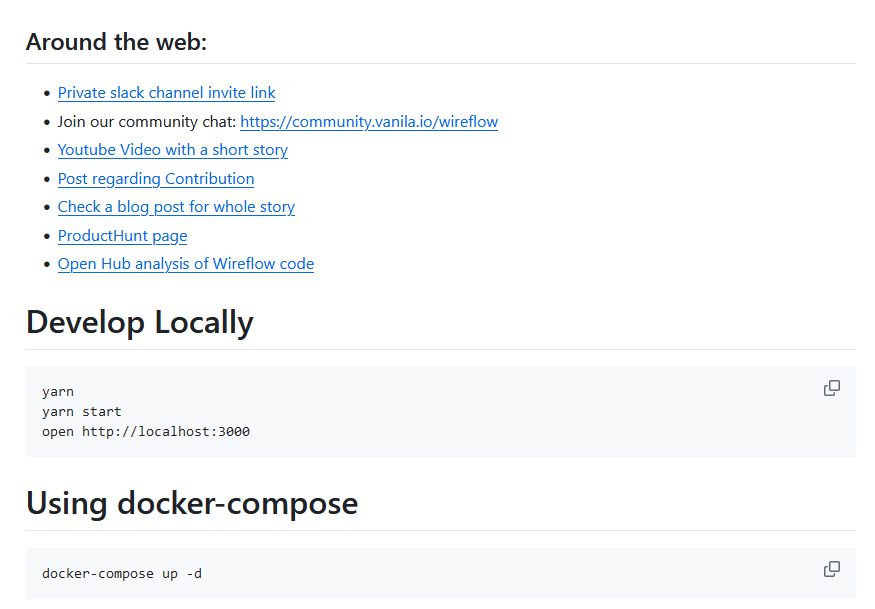 Around the web:
Private slack channel invite link
Join our community chat: https://community.vanila.io/wireflow
Youtube Video with a short story
Post regarding Contribution
Check a blog post for whole story
ProductHunt page
Open Hub analysis of Wireflow code
Develop Locally
yarn
yarn start
open http://localhost:3000
Using docker-compose
docker-compose up -d